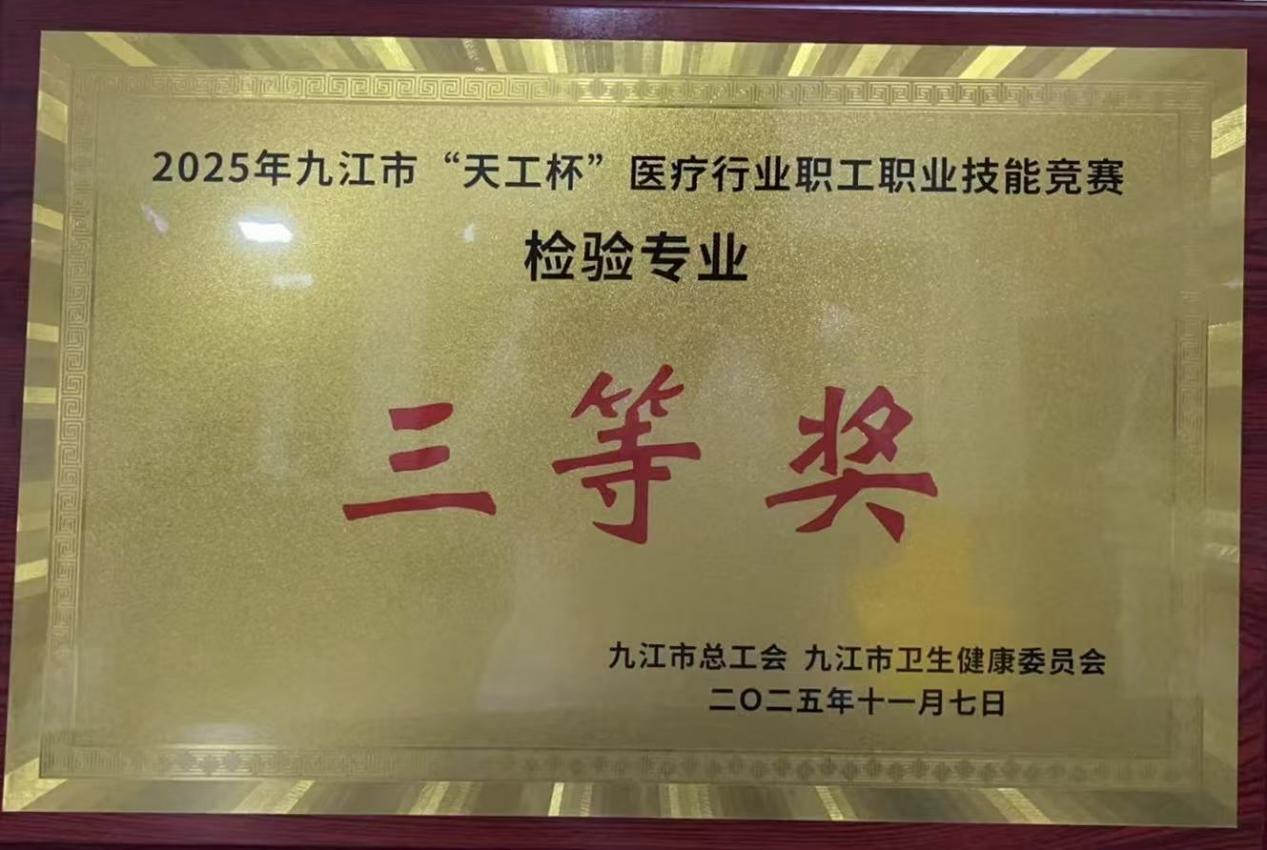 2025年九江市“天工杯”医疗行业职工职业技能竞赛
检验专业
三等奖
九江市总工会 九江市卫生健康委员会
二〇二五年十一月七日